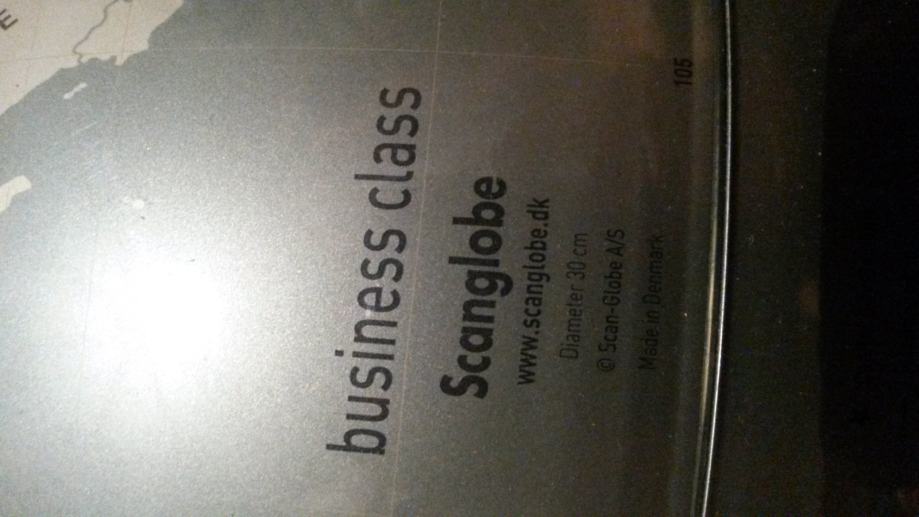 business class
Scanglobe
www.scanglobe.dk
Diameter 30 cm
© Scan-Globe A/S
Made in Denmark
105